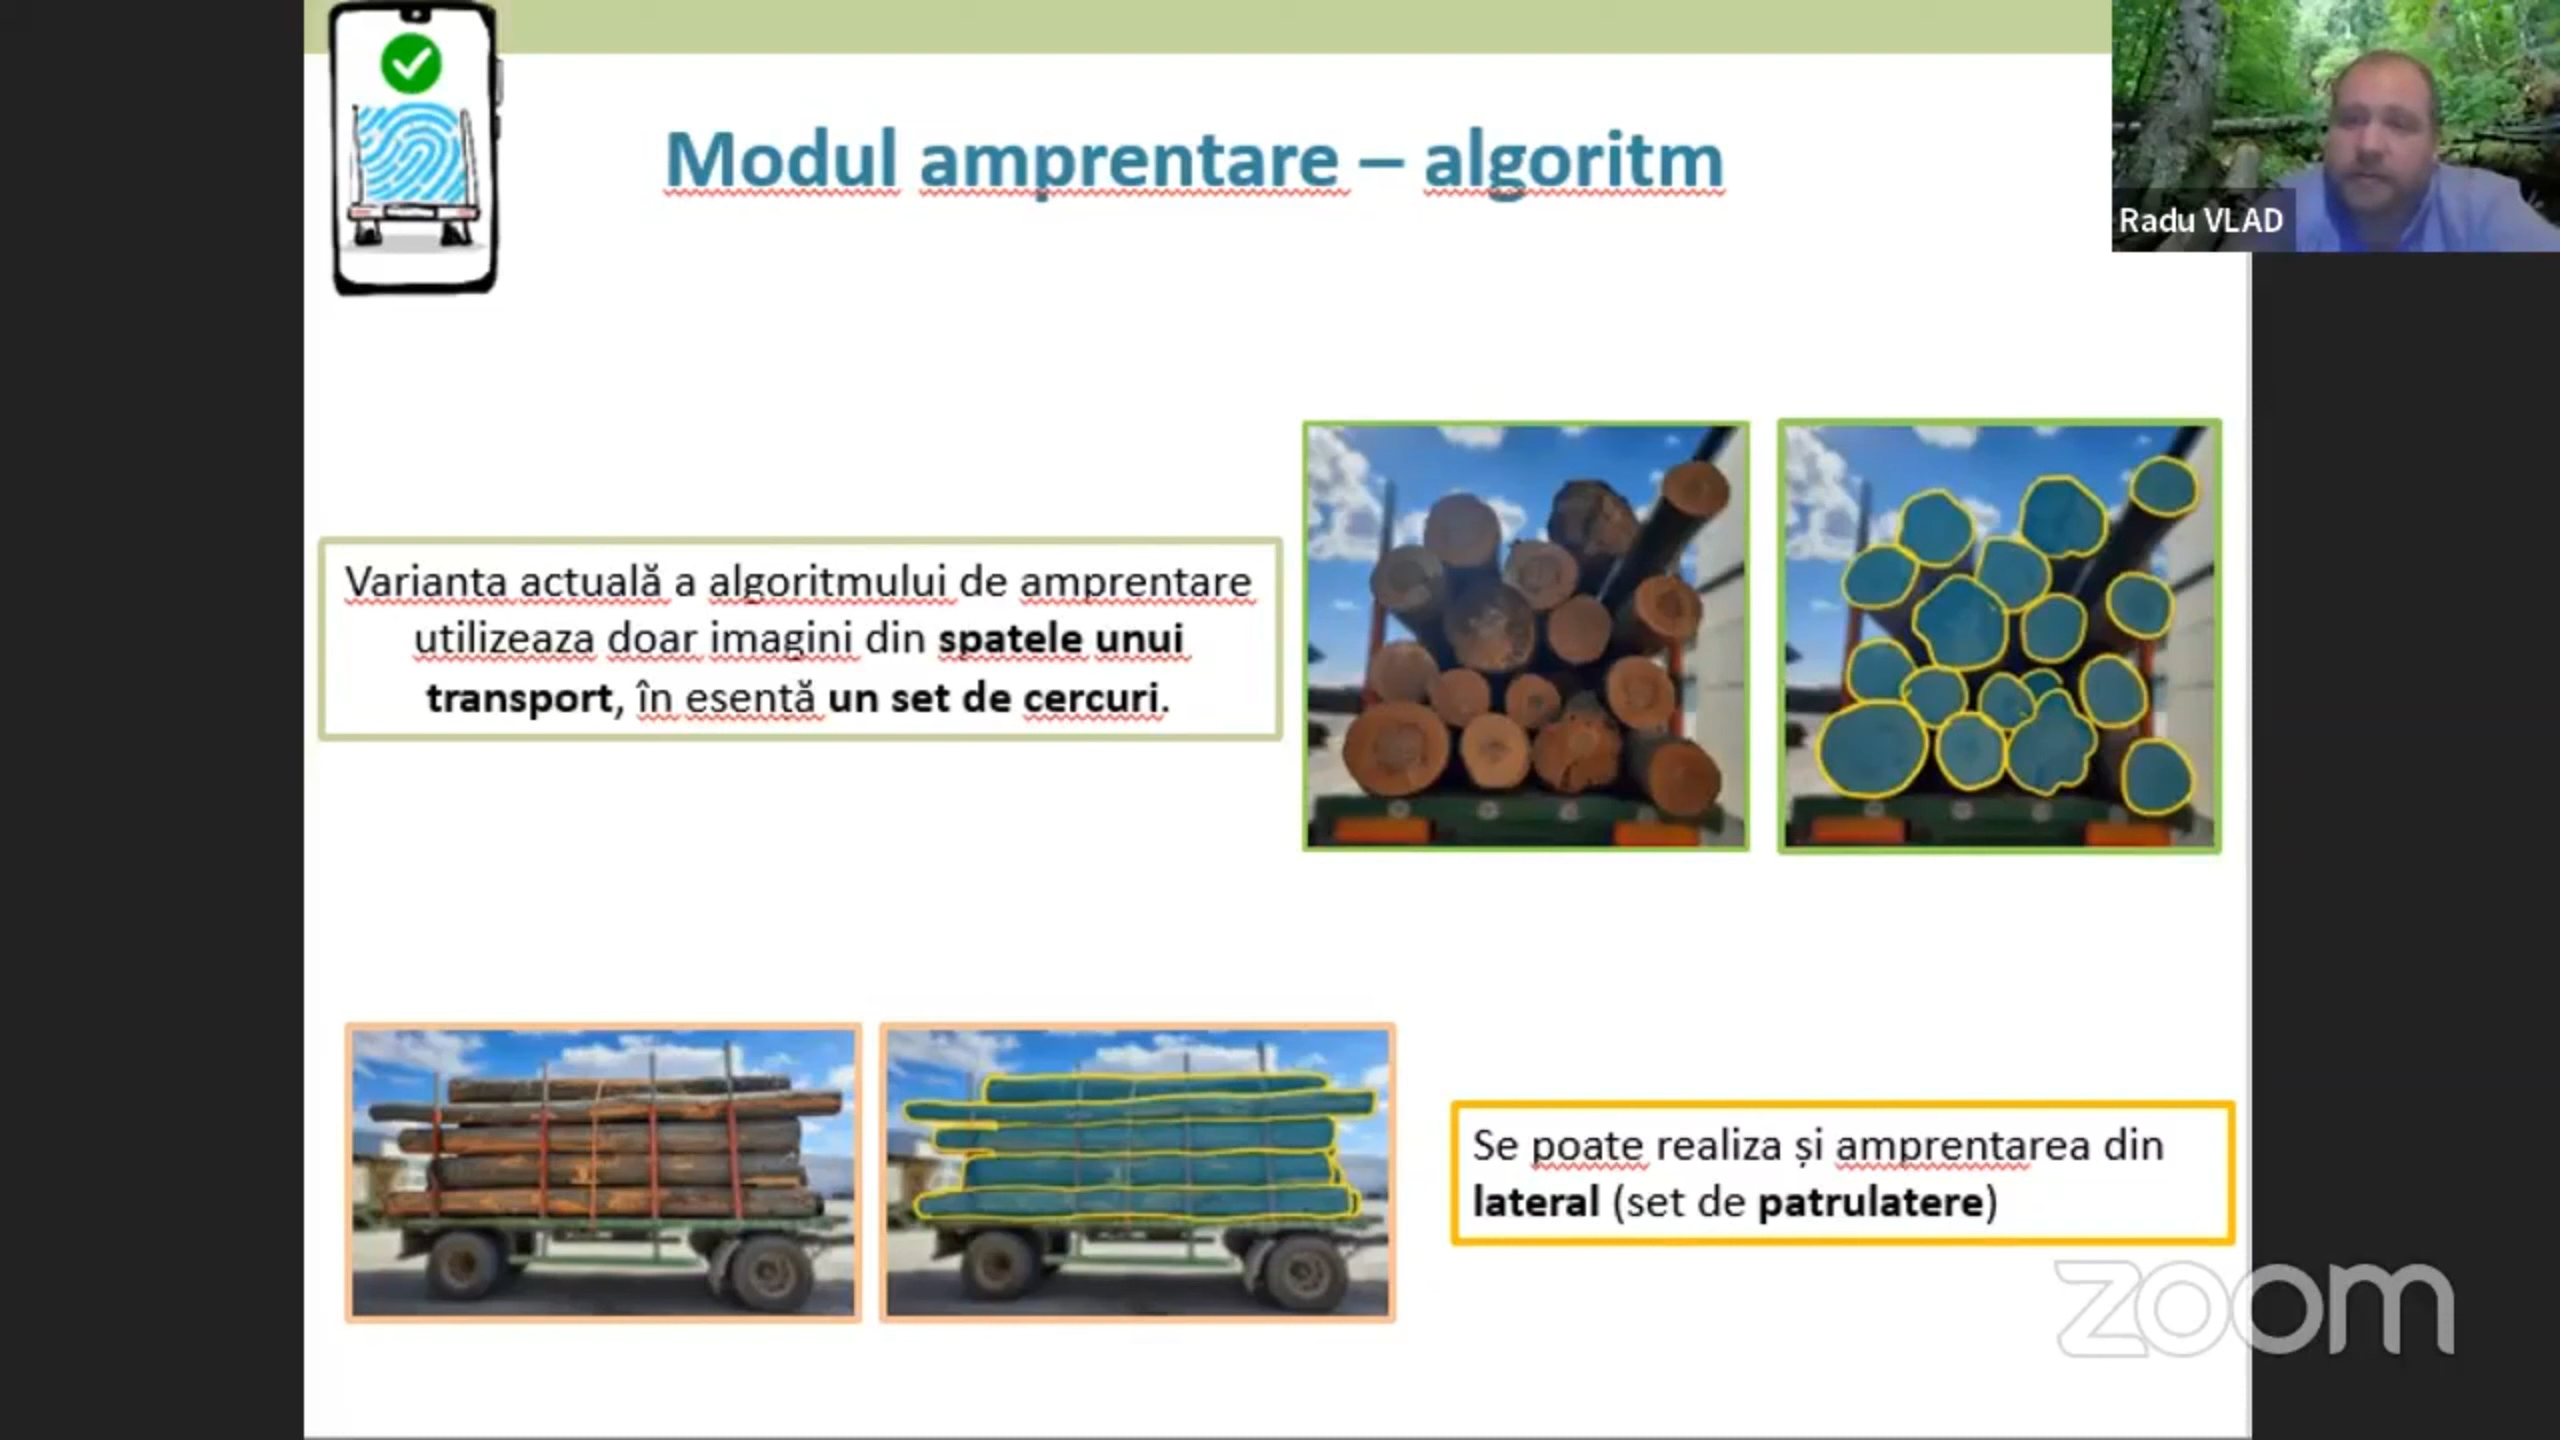 Modul amprentare – algoritm
Radu VLAD
Varianta actuală a algoritmului de amprentare
utilizeaza doar imagini din spatele unui
transport, în esentă un set de cercuri.
Se poate realiza și amprentarea din
lateral (set de patrulatere)
zoom